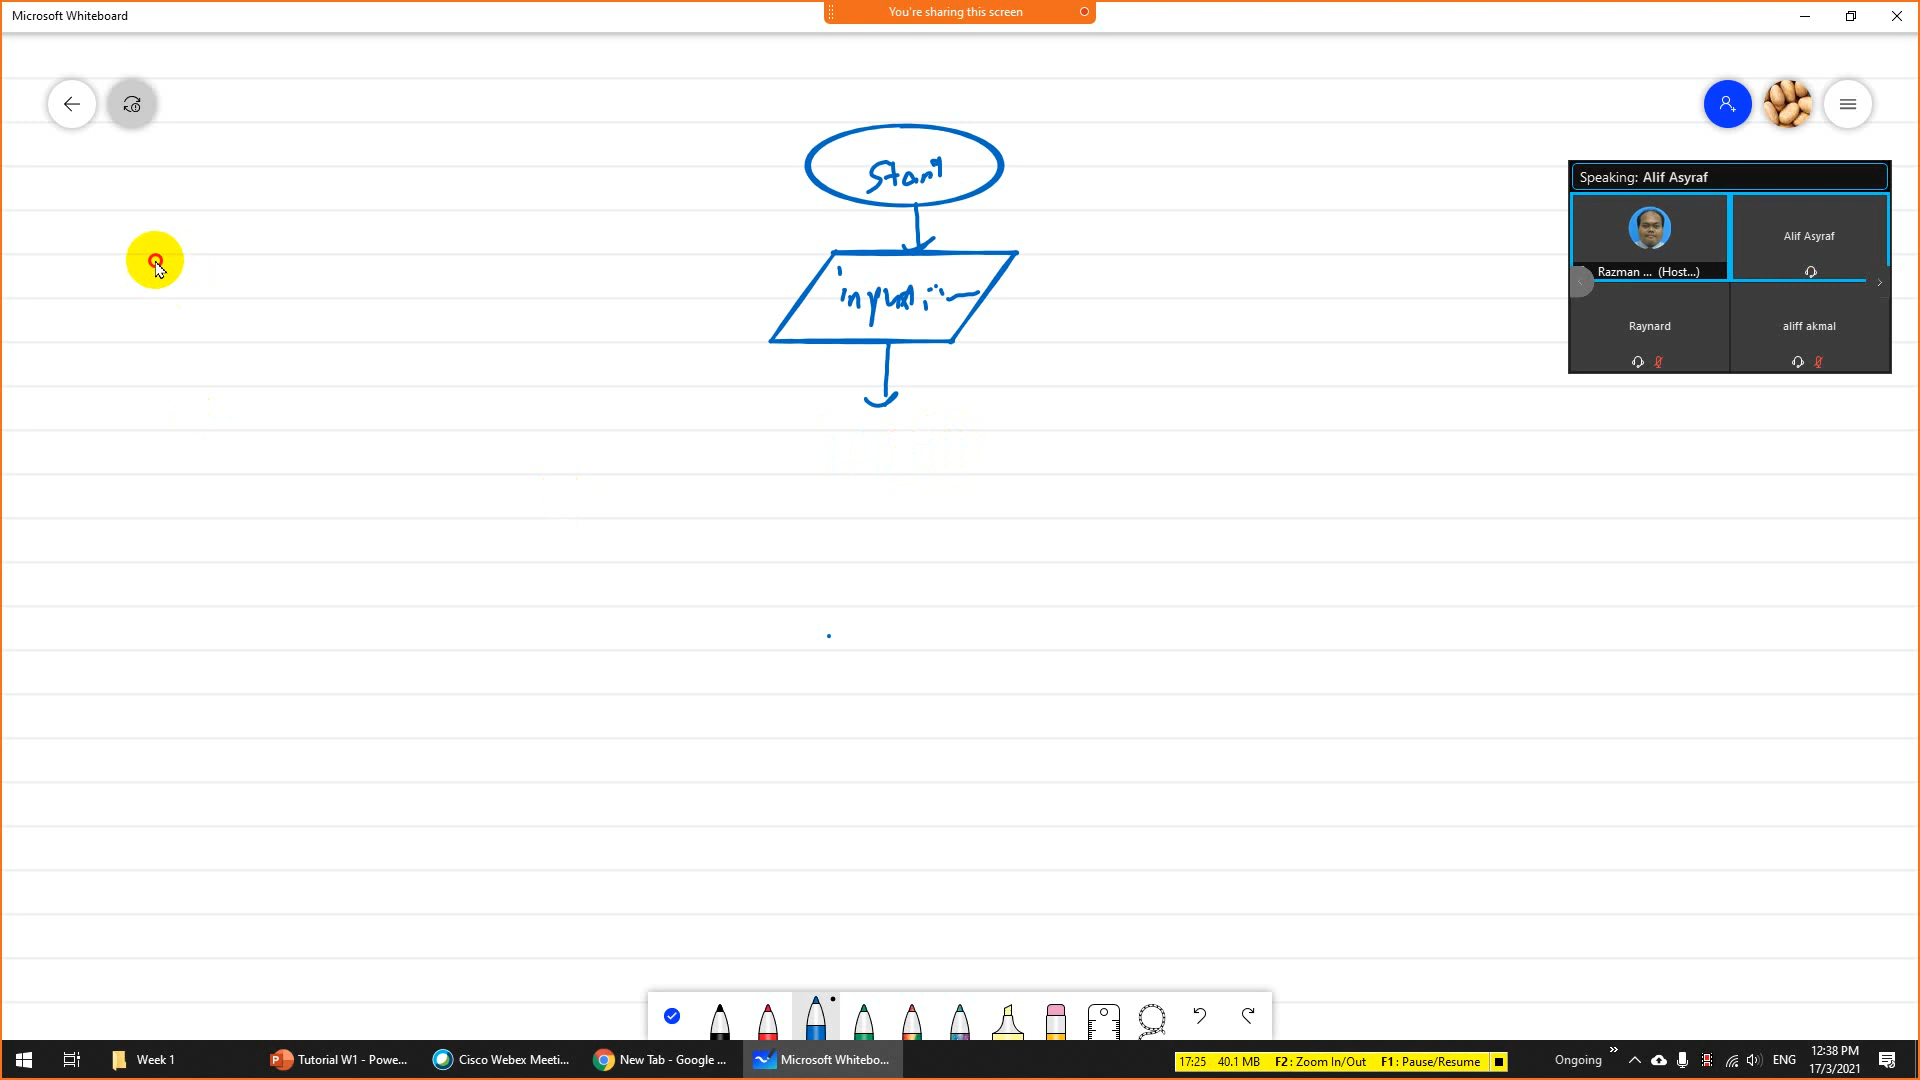 Microsoft Whiteboard
You're sharing this screen
Start
Speaking: Alif Asyraf
Alif Asyraf
Razman ... (Host...)
Raynard
aliff akmal
input
Week 1
Tutorial W1 - Powe...
Cisco Webex Meeti...
New Tab - Google ...
Microsoft Whitebo...
17:25 40.1 MB F2: Zoom In/Out F1: Pause/Resume
Ongoing
ENG
12:38 PM
17/3/2021